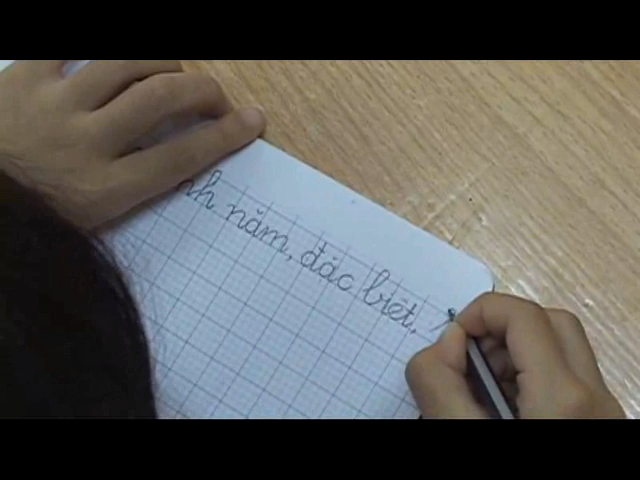 nh năm, đặc biệt,